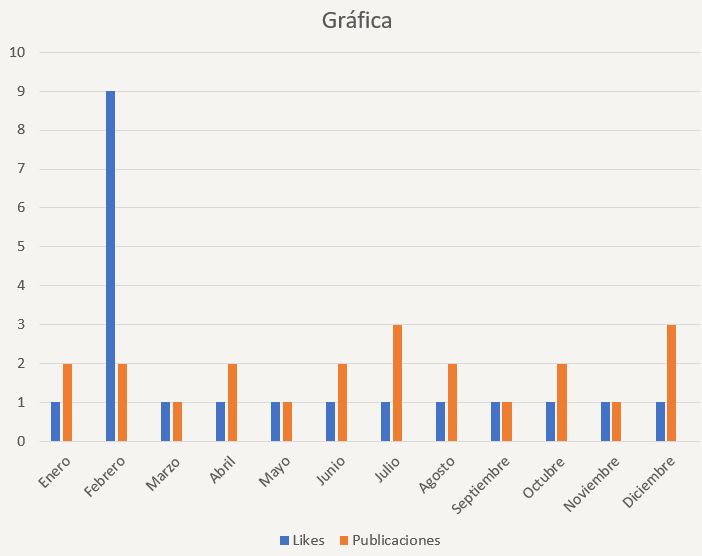 Gráfica
10
9
8
7
6
5
4
3
2
1
0
Enero
Febrero
Marzo
Abril
Mayo
Junio
Julio
Agosto
Septiembre
Octubre
Noviembre
Diciembre
Likes Publicaciones